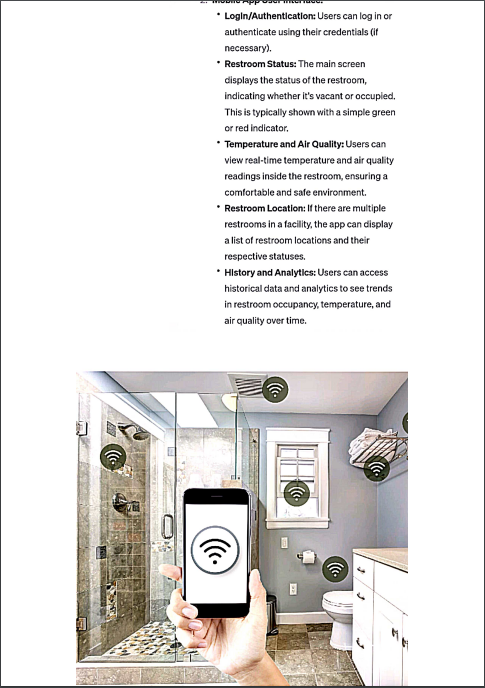 2. Mobile App User Interface:
• Login/Authentication: Users can log in or
authenticate using their credentials (if
necessary).
• Restroom Status: The main screen
displays the status of the restroom,
indicating whether it's vacant or occupied.
This is typically shown with a simple green
or red indicator.
• Temperature and Air Quality: Users can
view real-time temperature and air quality
readings inside the restroom, ensuring a
comfortable and safe environment.
• Restroom Location: If there are multiple
restrooms in a facility, the app can display
a list of restroom locations and their
respective statuses.
• History and Analytics: Users can access
historical data and analytics to see trends
in restroom occupancy, temperature, and
air quality over time.